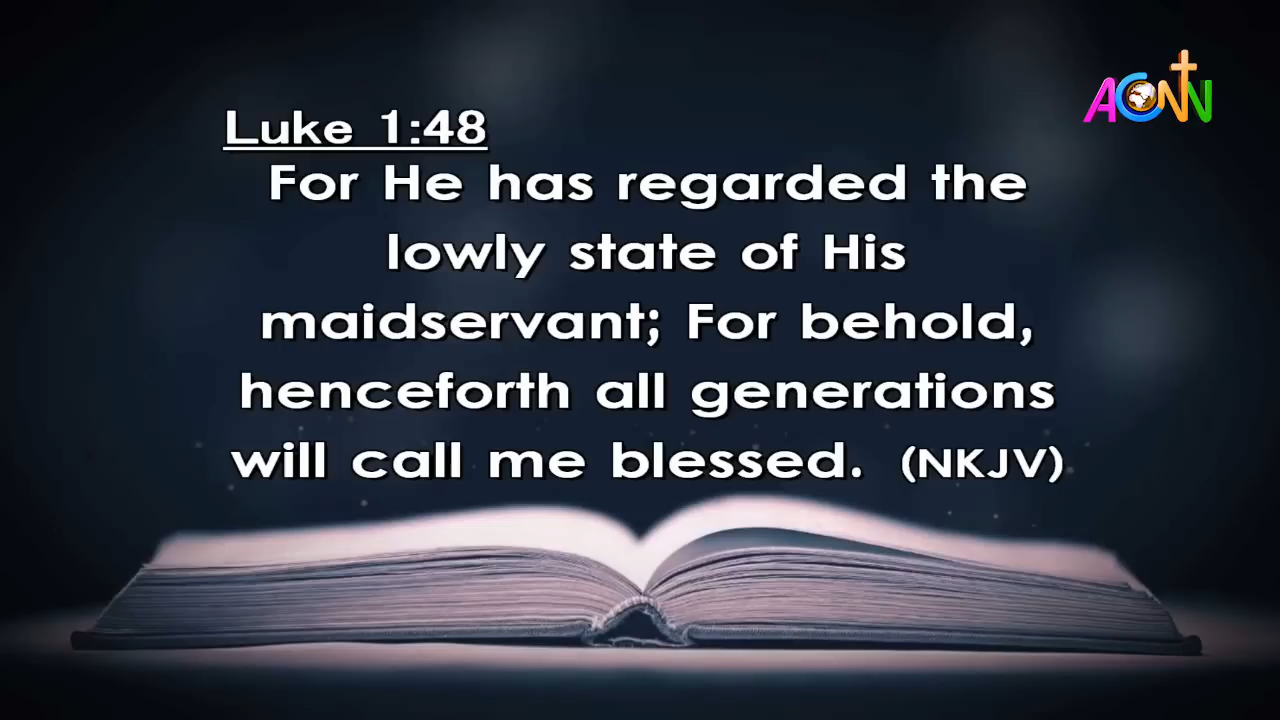 ACNN
Luke 1:48
For He has regarded the
lowly state of His
maidservant; For behold,
henceforth all generations
will call me blessed. (NKJV)